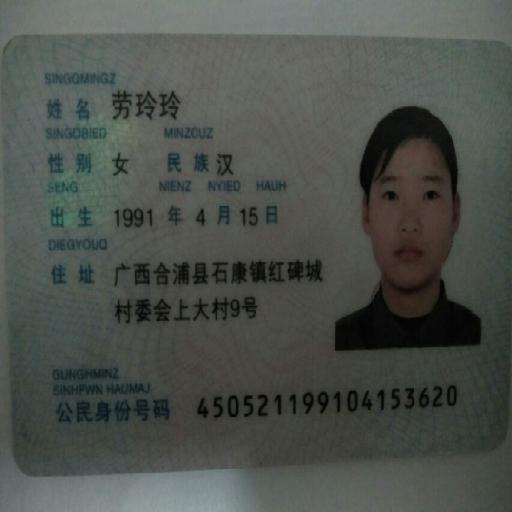 SINGQMINGZ
姓 名 劳玲玲
SINGQBIED MINZCUZ
性 别 女 民 族 汉
SENG NIENZ NYIED HAUH
出 生 1991 年 4 月 15 日
DIEGYOUQ
住 址 广西合浦县石康镇红碑城
村委会上大村9号
GUNGHMINZ
SINHFWN HAUMAJ
公民身份号码 450521199104153620